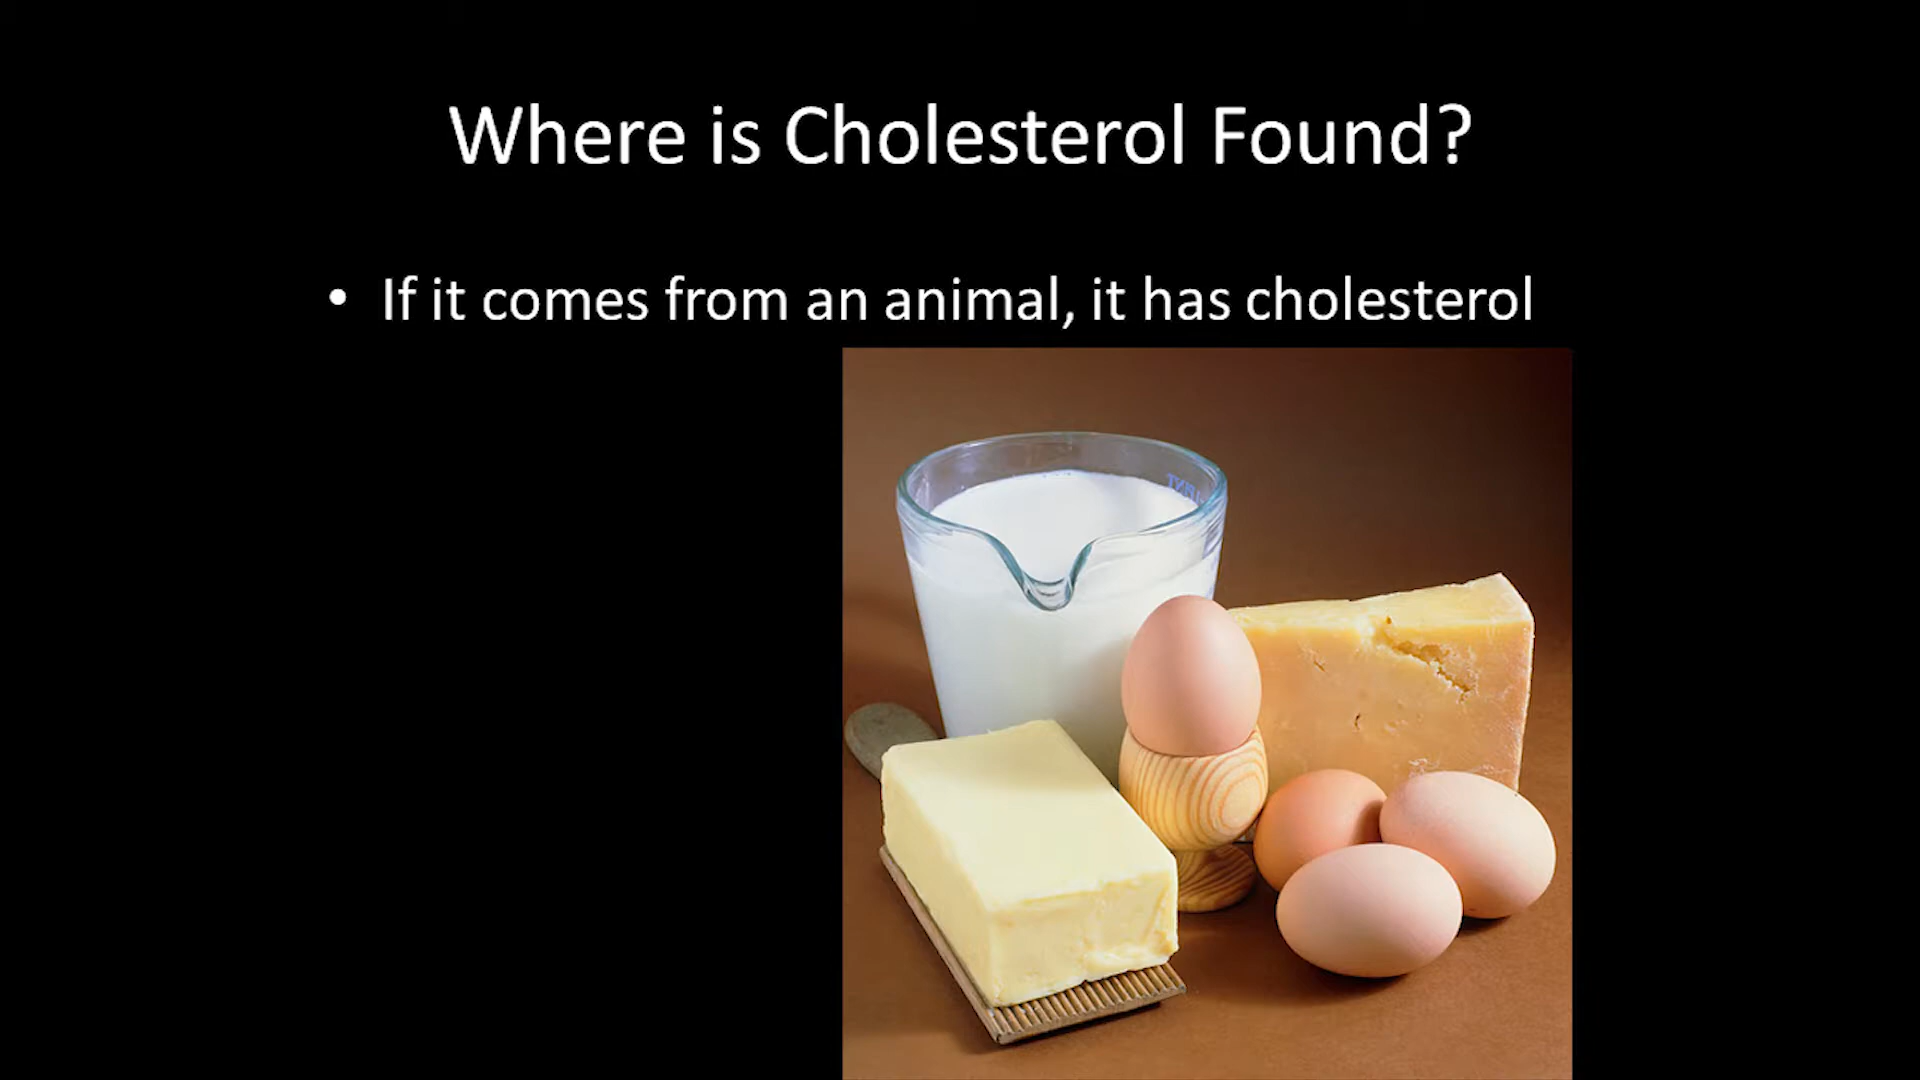 Where is Cholesterol Found?
• If it comes from an animal, it has cholesterol